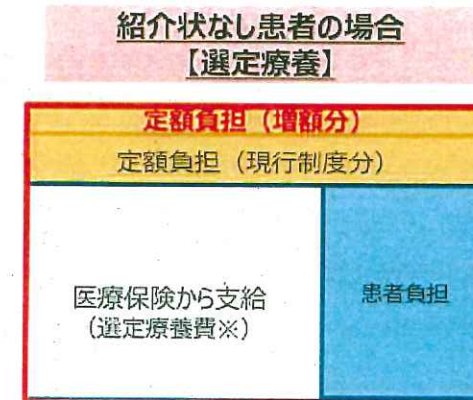 紹介状なし患者の場合
【選定療養】
定額負担（増額分）
定額負担（現行制度分）
医療保険から支給
（選定療養費※）
患者負担